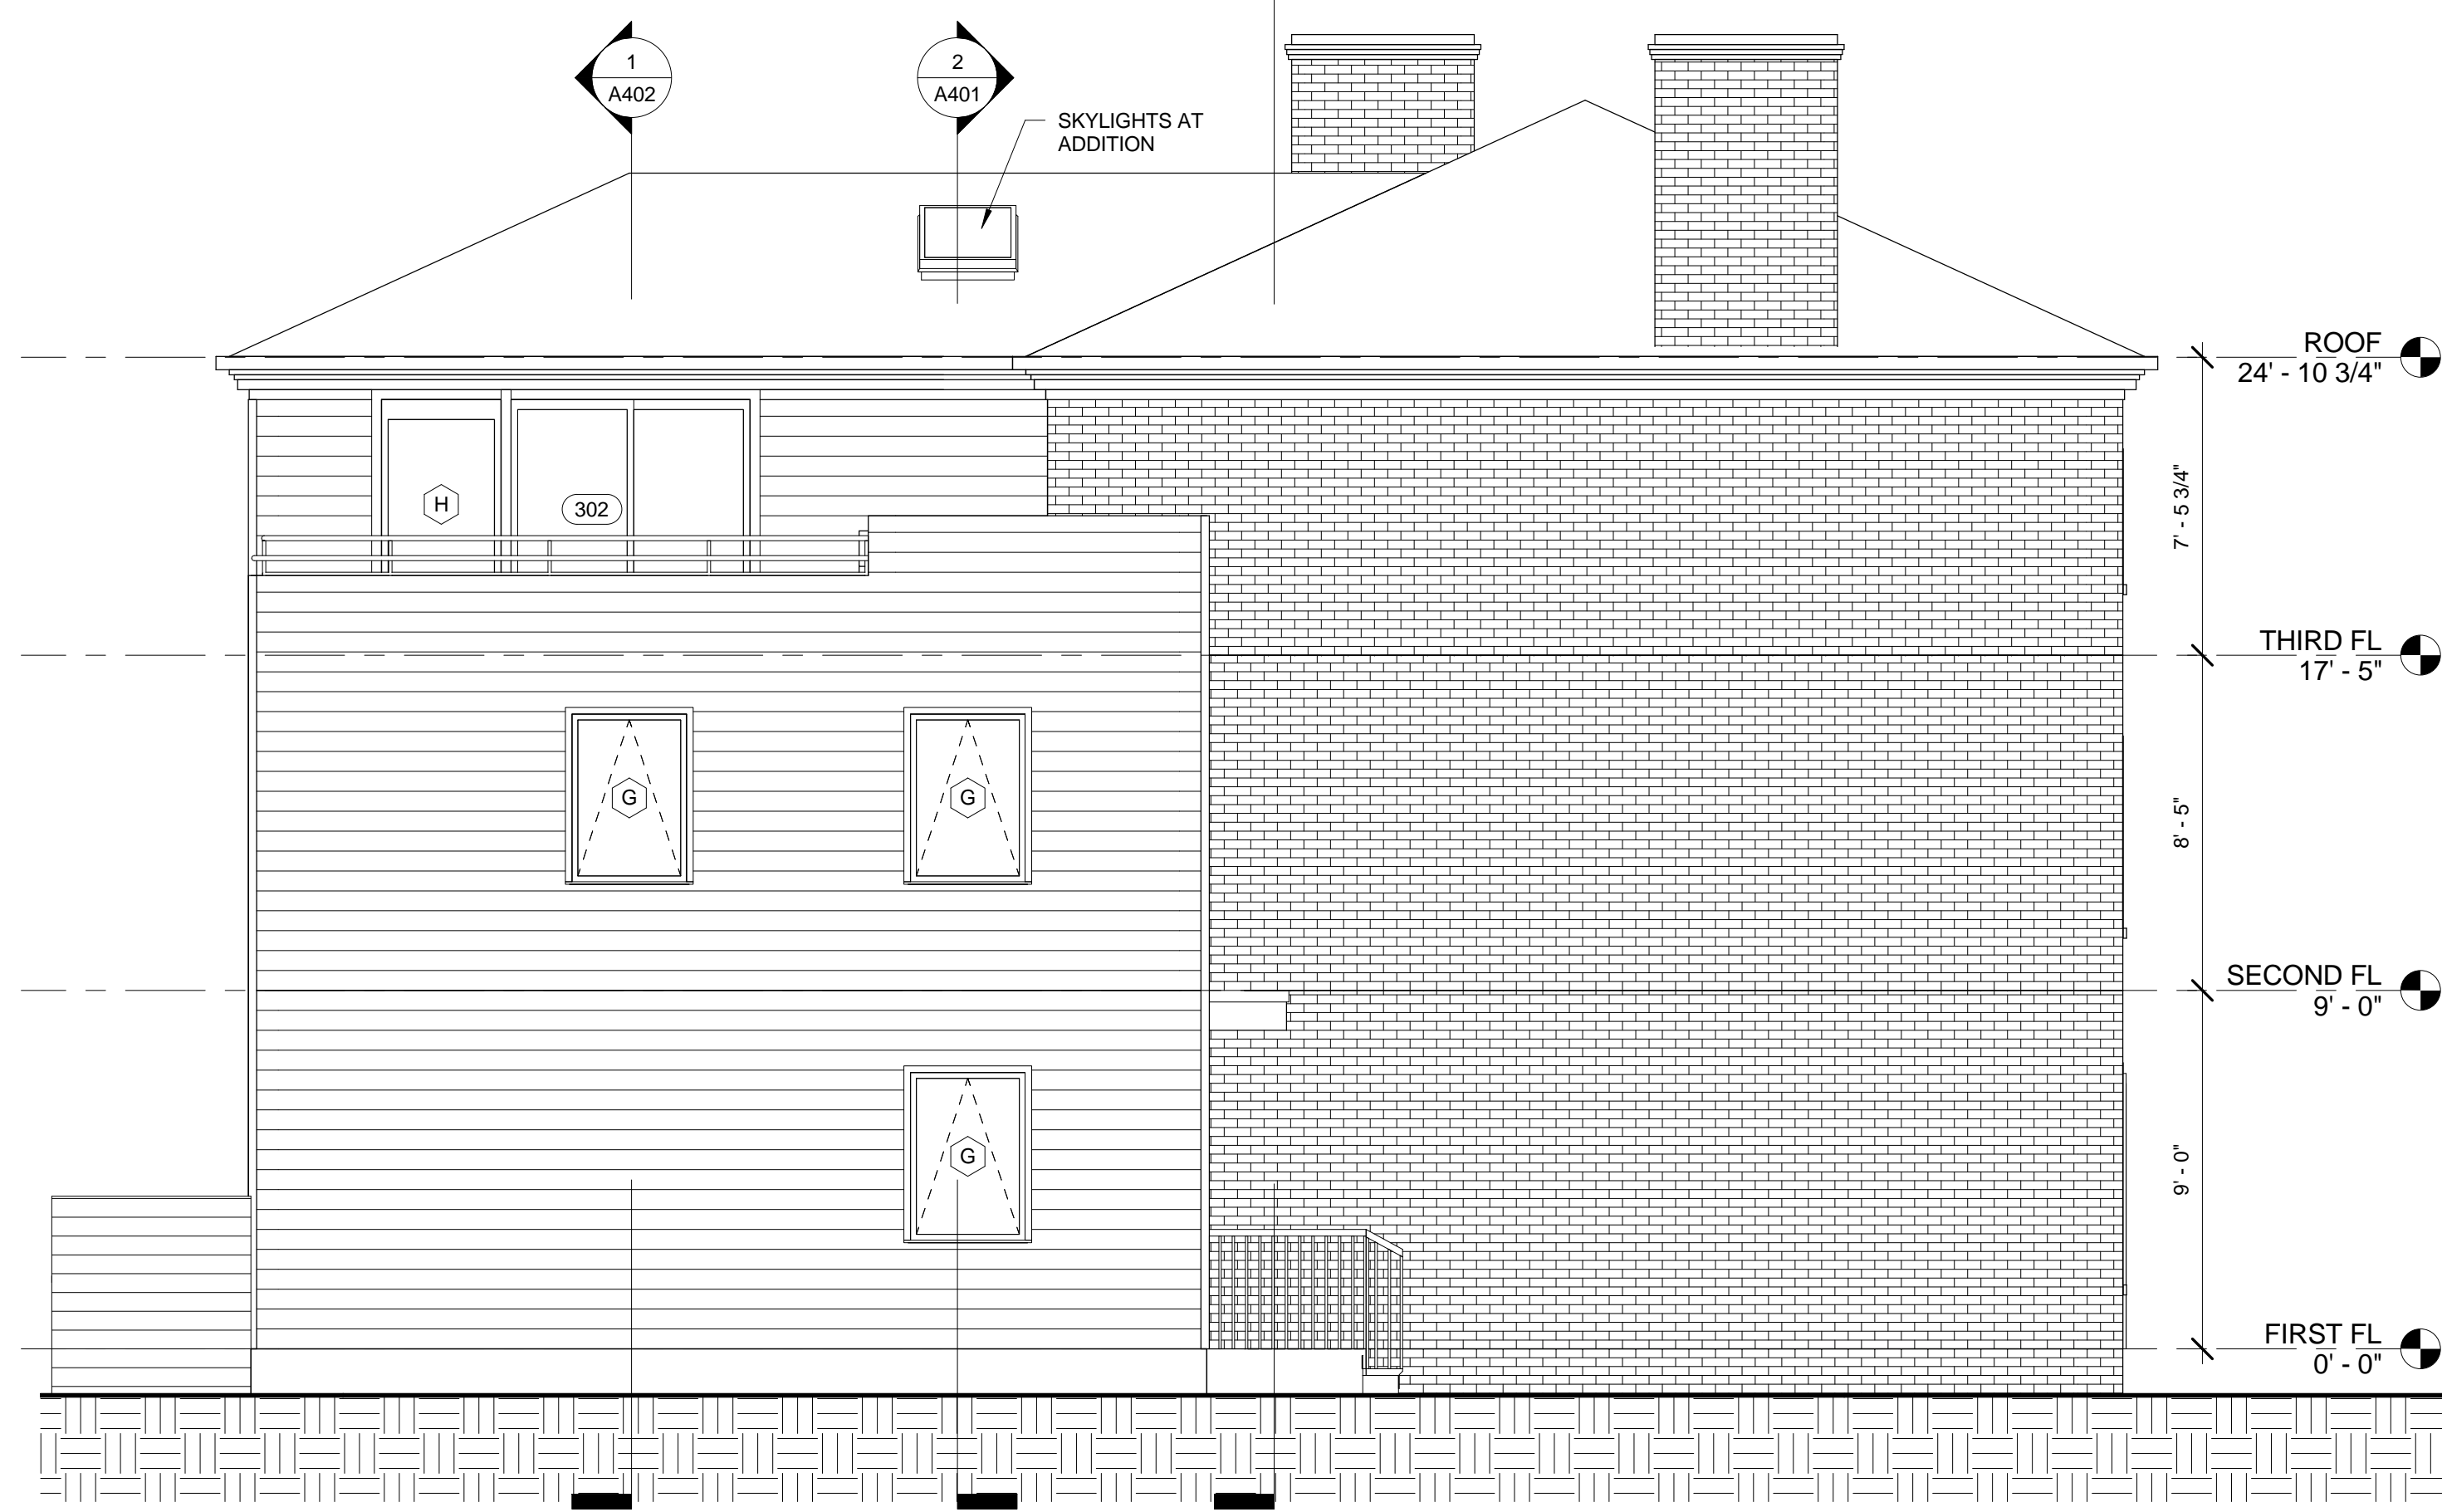 1
A402
2
A401
SKYLIGHTS AT
ADDITION
ROOF
24' - 10 3/4"
H
302
7' - 5 3/4"
THIRD FL
17' - 5"
G
G
8' - 5"
SECOND FL
9' - 0"
G
9' - 0"
FIRST FL
0' - 0"